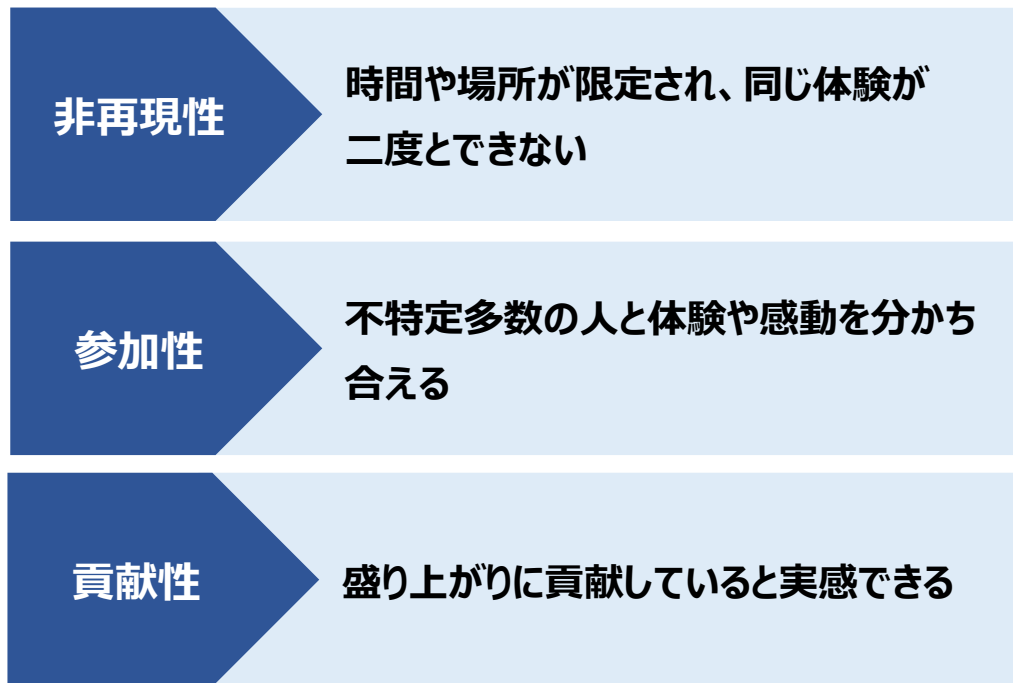 非再現性
時間や場所が限定され、同じ体験が
二度とできない
参加性
不特定多数の人と体験や感動を分かち
合える
貢献性
盛り上がりに貢献していると実感できる